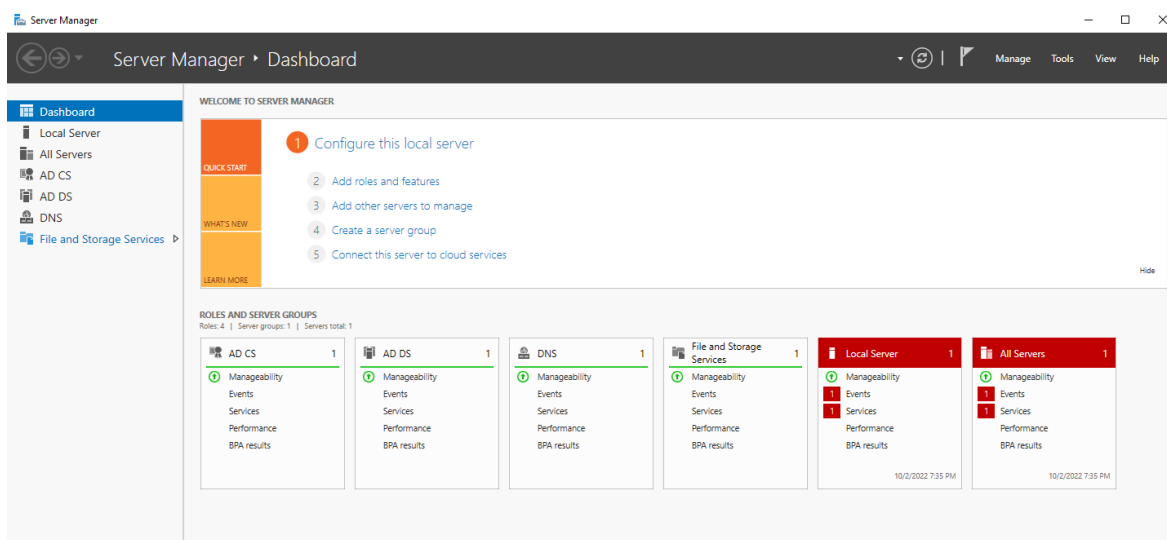 Server Manager
Server Manager • Dashboard
Manage Tools View Help
Dashboard
Local Server
All Servers
AD CS
AD DS
DNS
File and Storage Services
WELCOME TO SERVER MANAGER
QUICK START
WHAT'S NEW
LEARN MORE
1 Configure this local server
2 Add roles and features
3 Add other servers to manage
4 Create a server group
5 Connect this server to cloud services
Hide
ROLES AND SERVER GROUPS
Roles: 4 | Server groups: 1 | Servers total: 1
AD CS 1
Manageability
Events
Services
Performance
BPA results
AD DS 1
Manageability
Events
Services
Performance
BPA results
DNS 1
Manageability
Events
Services
Performance
BPA results
File and Storage
Services 1
Manageability
Events
Services
Performance
BPA results
Local Server 1
Manageability
1 Events
1 Services
Performance
BPA results
10/2/2022 7:35 PM
All Servers 1
Manageability
1 Events
1 Services
Performance
BPA results
10/2/2022 7:35 PM